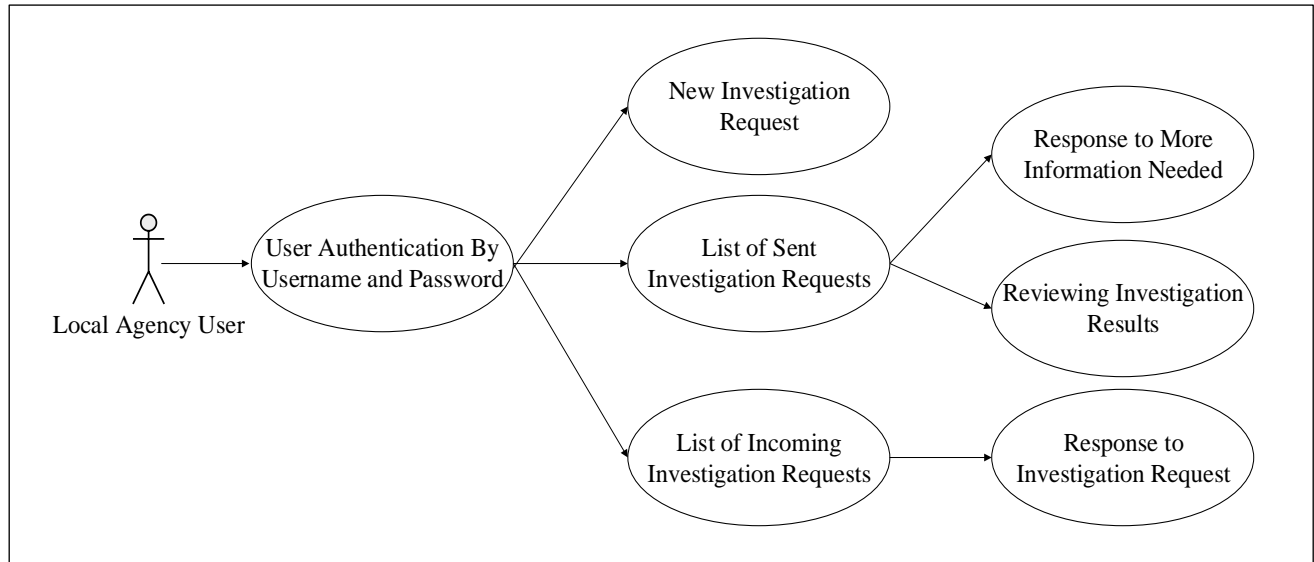 Local Agency User
User Authentication By
Username and Password
New Investigation
Request
List of Sent
Investigation Requests
List of Incoming
Investigation Requests
Response to More
Information Needed
Reviewing Investigation
Results
Response to
Investigation Request